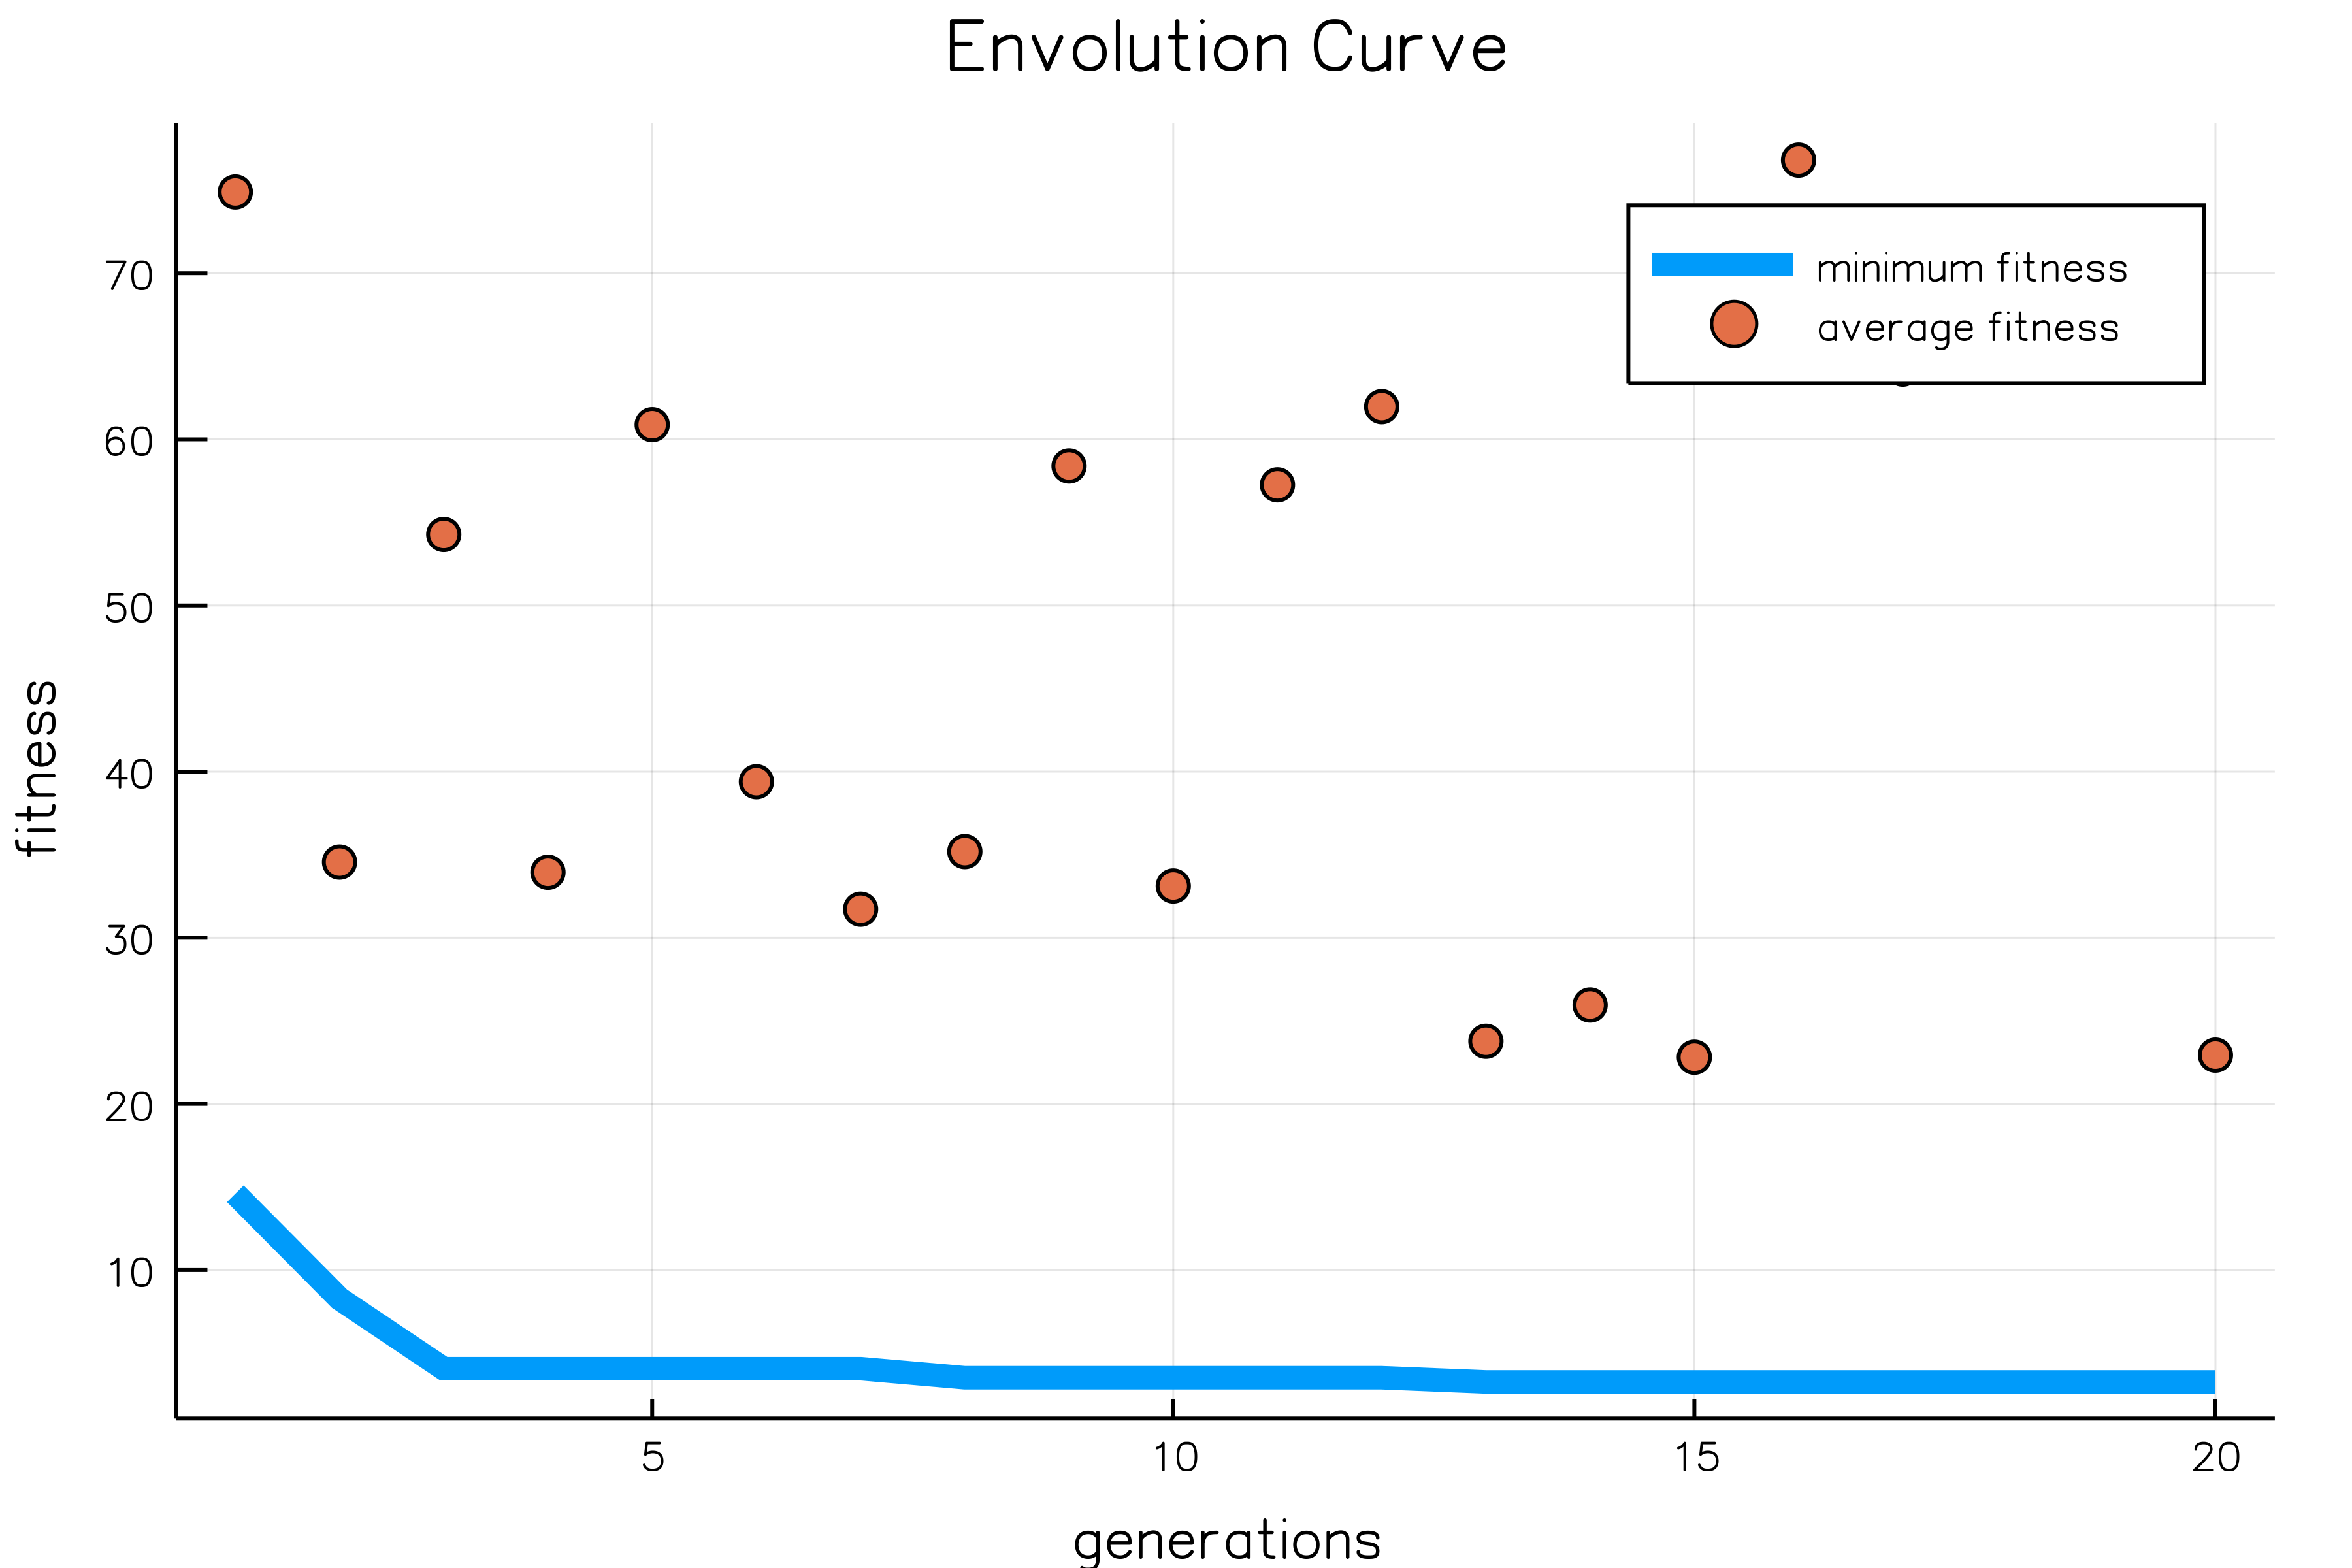 Envolution Curve
fitness
70
60
50
40
30
20
10
minimum fitness
average fitness
5 10 15 20
generations